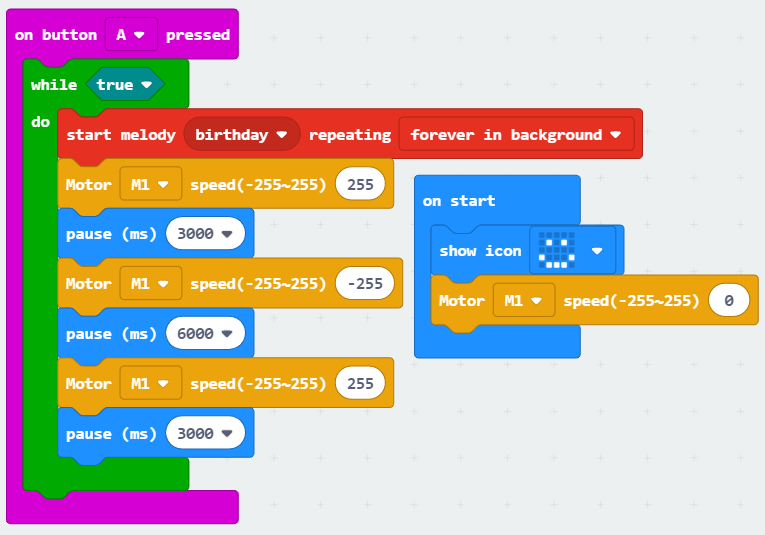 on button A pressed
while true
do
start melody birthday repeating forever in background
Motor M1 speed(-255~255) 255
pause (ms) 3000
Motor M1 speed(-255~255) -255
pause (ms) 6000
Motor M1 speed(-255~255) 255
pause (ms) 3000
on start
show icon
Motor M1 speed(-255~255) 0